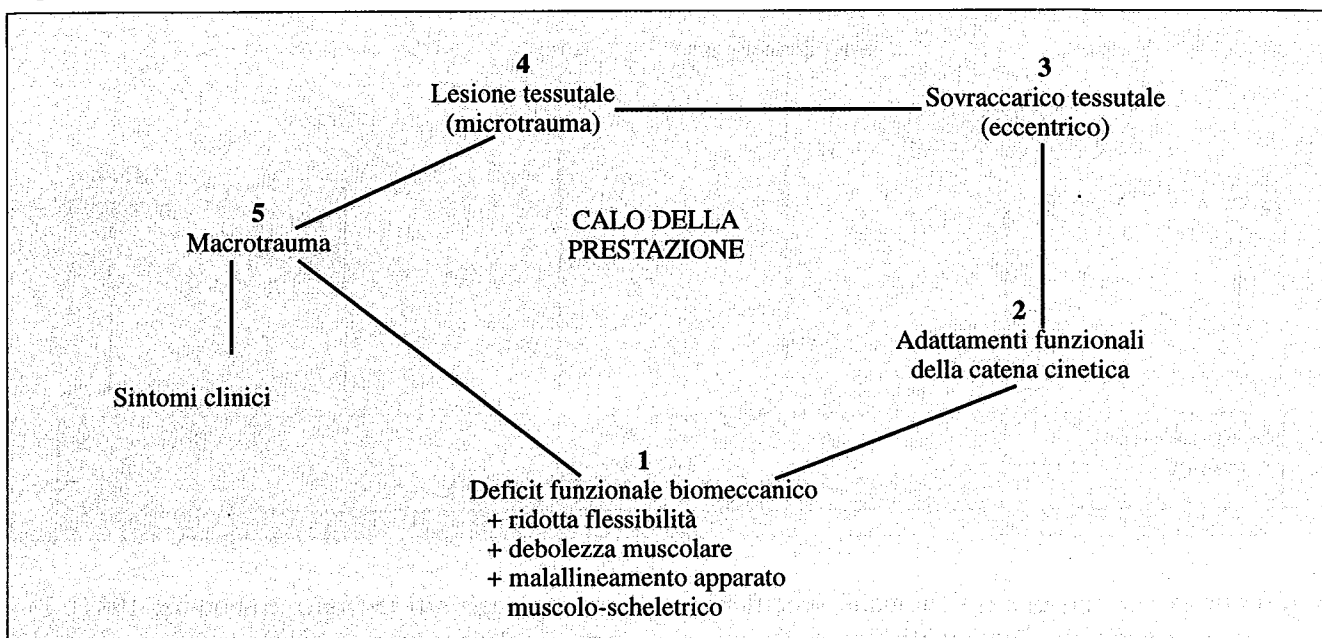 4
Lesione tessutale
(microtrauma)
3
Sovraccarico tessutale
(eccentrico)
5
Macrotrauma
CALO DELLA
PRESTAZIONE
2
Adattamenti funzionali
della catena cinetica
Sintomi clinici
1
Deficit funzionale biomeccanico
+ ridotta flessibilità
+ debolezza muscolare
+ malallineamento apparato
muscolo-scheletrico